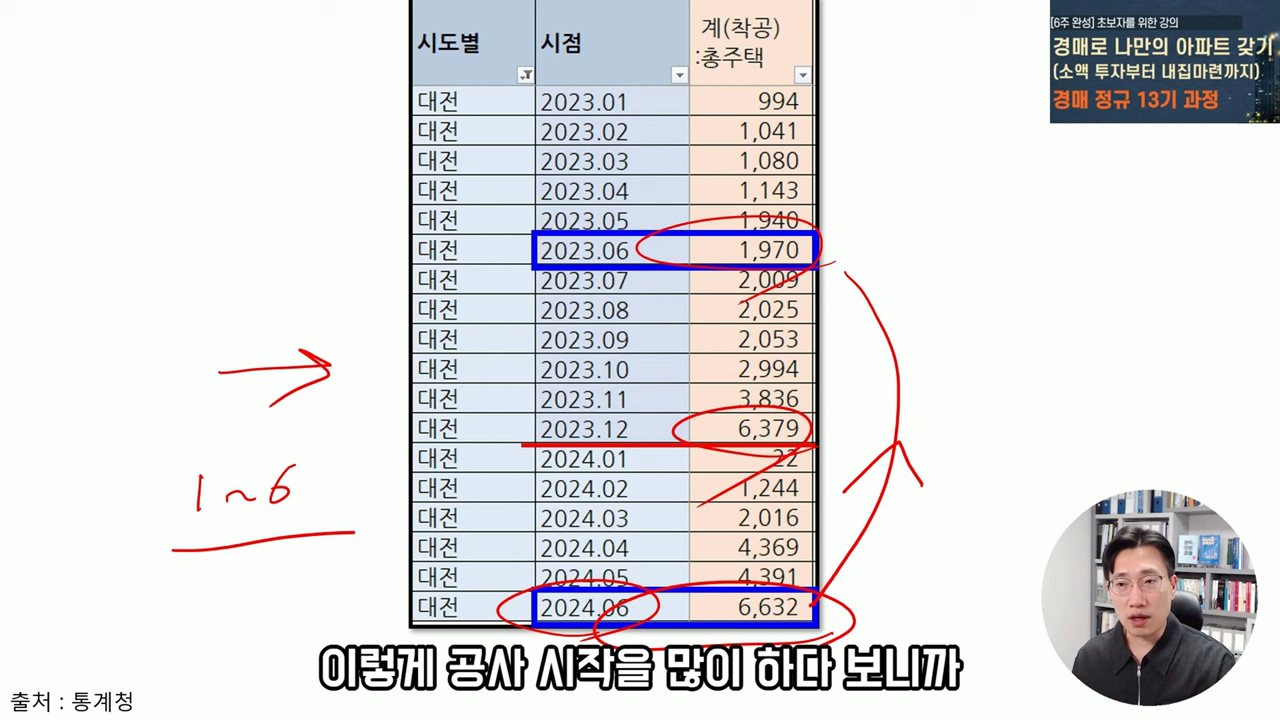 시도별 시점 계(착공)
:총주택
대전 2023.01 994
대전 2023.02 1,041
대전 2023.03 1,080
대전 2023.04 1,143
대전 2023.05 1,940
대전 2023.06 1,970
대전 2023.07 2,009
대전 2023.08 2,025
대전 2023.09 2,053
대전 2023.10 2,994
대전 2023.11 3,836
대전 2023.12 6,379
대전 2024.01 22
대전 2024.02 1,244
대전 2024.03 2,016
대전 2024.04 4,369
대전 2024.05 4,391
대전 2024.06 6,632
1~6
[6주 완성] 초보자를 위한 강의
경매로 나만의 아파트 갖기
(소액 투자부터 내집마련까지)
경매 정규 13기 과정
이렇게 공사 시작을 많이 하다 보니까
출처 : 통계청